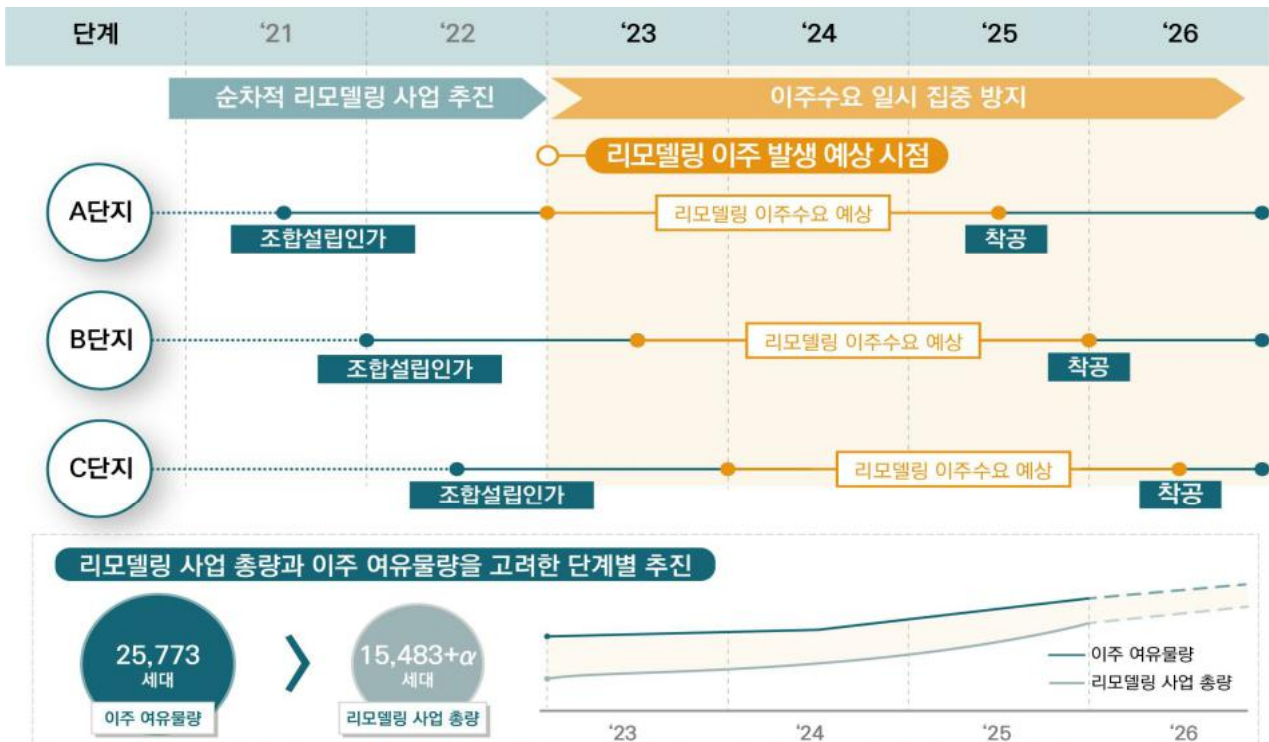 단계 ‘21 ‘22 ‘23 ‘24 ‘25 ‘26
순차적 리모델링 사업 추진 이주수요 일시 집중 방지
리모델링 이주 발생 예상 시점
A단지 리모델링 이주수요 예상
조합설립인가 착공
B단지 리모델링 이주수요 예상
조합설립인가 착공
C단지 리모델링 이주수요 예상
조합설립인가 착공
리모델링 사업 총량과 이주 여유물량을 고려한 단계별 추진
25,773
세대
이주 여유물량
15,483+α
세대
리모델링 사업 총량
이주 여유물량
리모델링 사업 총량
‘23 ‘24 ‘25 ‘26